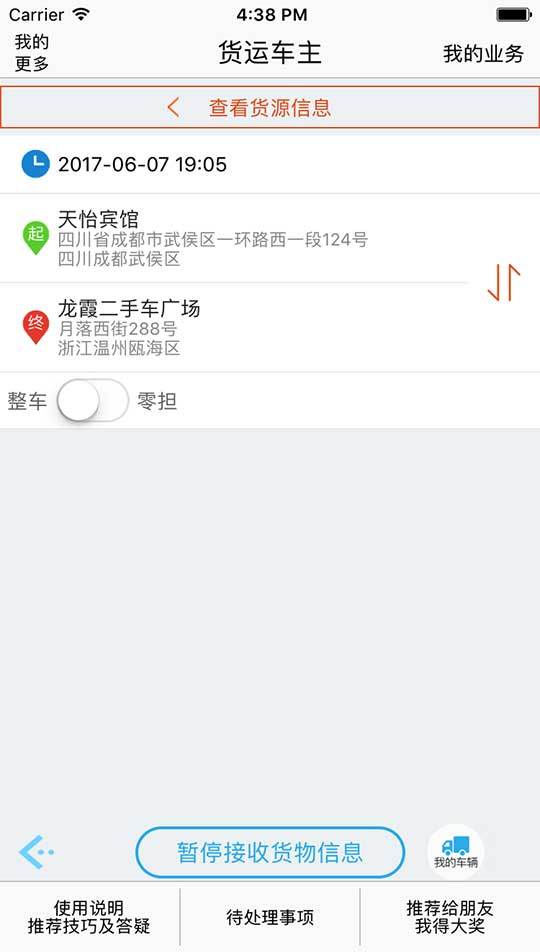 Carrier 4:38 PM
我的
更多
货运车主
我的业务
查看货源信息
2017-06-07 19:05
起
天怡宾馆
四川省成都市武侯区一环路西一段124号
四川成都武侯区
终
龙霞二手车广场
月落西街288号
浙江温州瓯海区
整车 零担
暂停接收货物信息
我的车辆
使用说明
推荐技巧及答疑
待处理事项
推荐给朋友
我得大奖